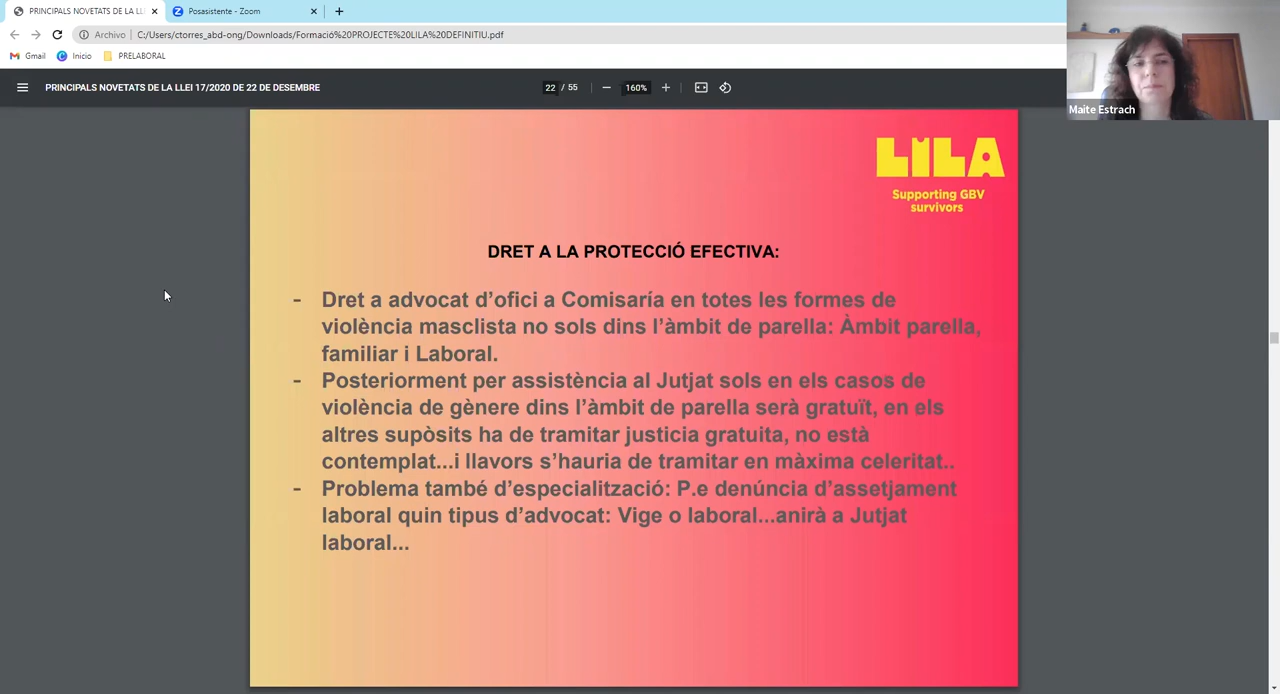 PRINCIPALS NOVETATS DE LA LLE
Posasistente - Zoom
Archivo
C:/Users/ctorres_abd-ong/Downloads/Formació%20PROJECTE%20LILA%20DEFINITIU.pdf
Gmail
Inicio
PRELABORAL
PRINCIPALS NOVETATS DE LA LLEI 17/2020 DE 22 DE DESEMBRE
22 / 55
160%
Maite Estrach
LILA
Supporting GBV
survivors
DRET A LA PROTECCIÓ EFECTIVA:
- Dret a advocat d’ofici a Comisaría en totes les formes de
violència masclista no sols dins l’àmbit de parella: Àmbit parella,
familiar i Laboral.
- Posteriorment per assistència al Jutjat sols en els casos de
violència de gènere dins l’àmbit de parella serà gratuït, en els
altres supòsits ha de tramitar justicia gratuita, no està
contemplat...i llavors s’hauria de tramitar en màxima celeritat..
- Problema també d’especialització: P.e denúncia d’assetjament
laboral quin tipus d’advocat: Vige o laboral...anirà a Jutjat
laboral...